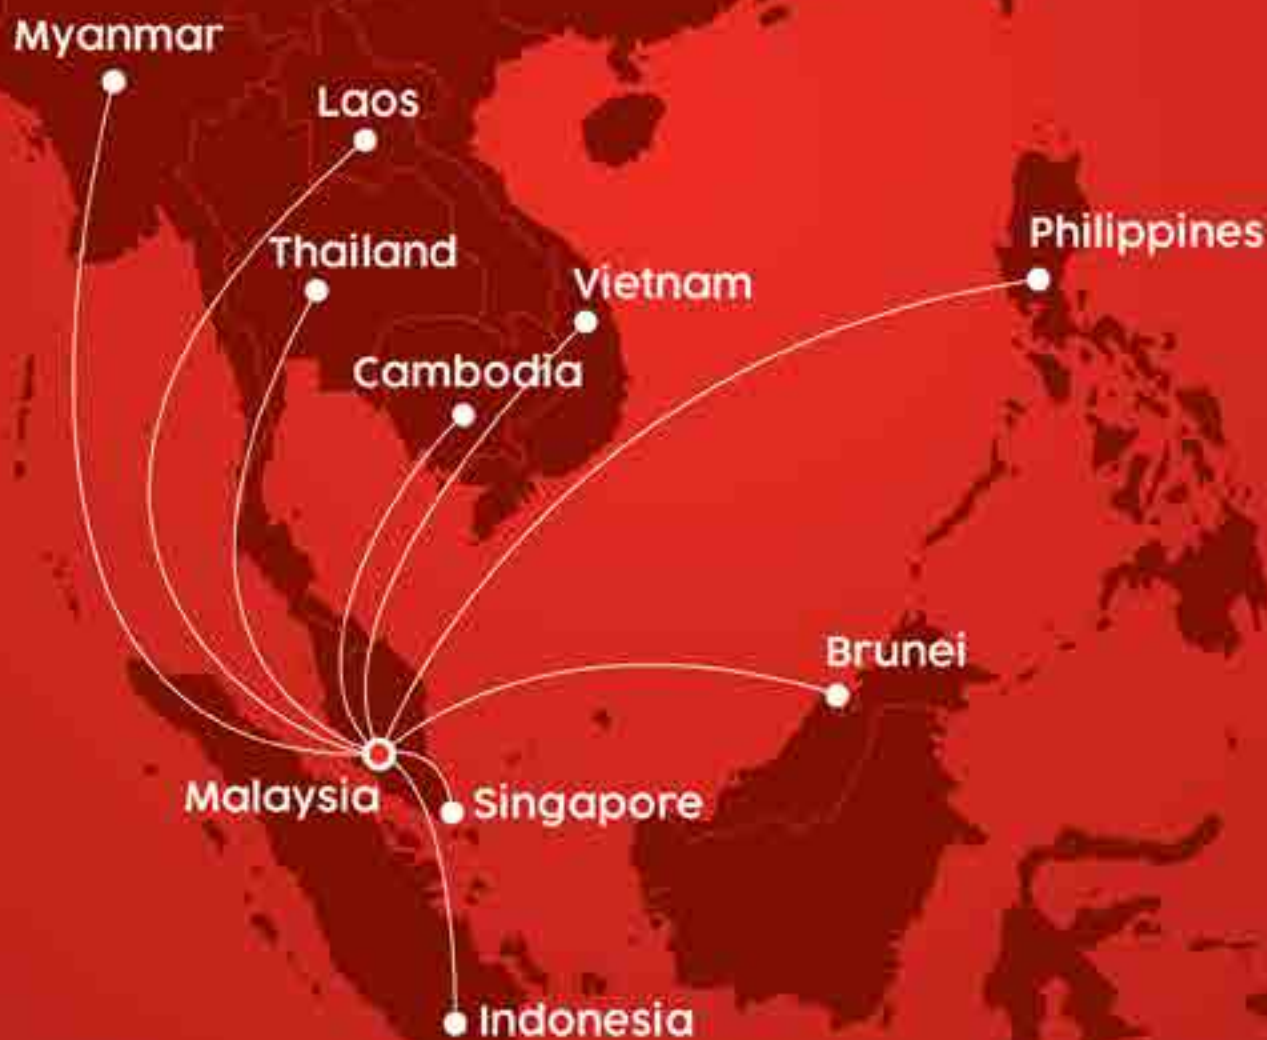 Myanmar
Laos
Philippines
Thailand
Vietnam
Cambodia
Brunei
Malaysia
Singapore
Indonesia